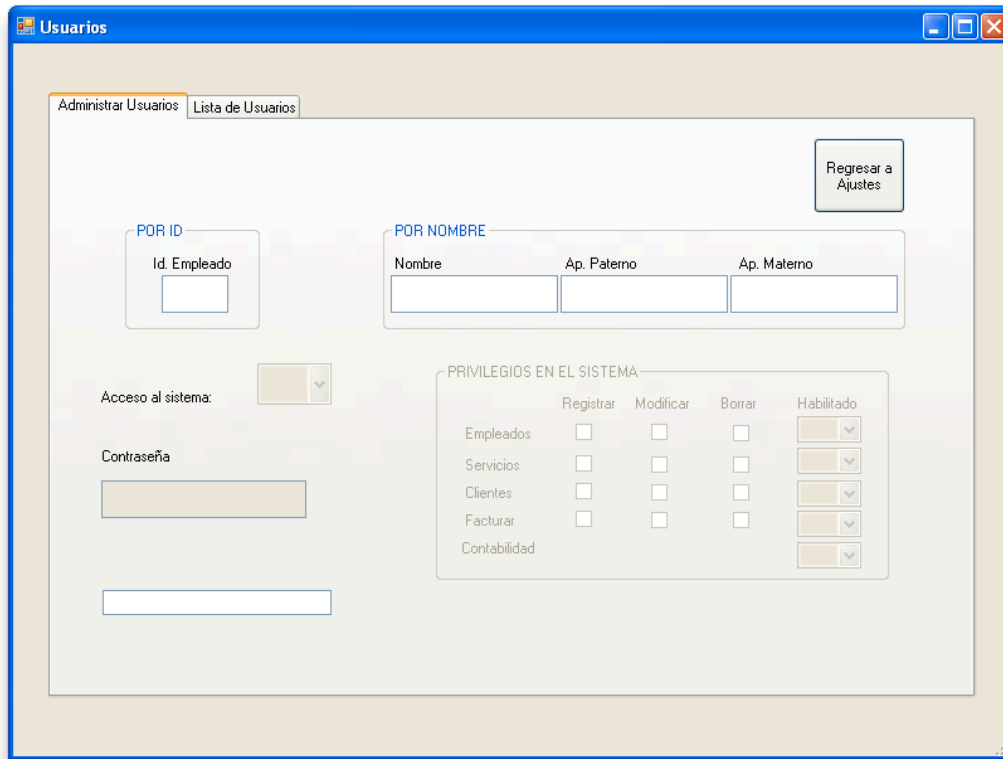 Usuarios
Administrar Usuarios
Lista de Usuarios
Regresar a
Ajustes
POR ID
Id. Empleado
POR NOMBRE
Nombre Ap. Paterno Ap. Materno
Acceso al sistema:
Contraseña
PRIVILEGIOS EN EL SISTEMA
Registrar Modificar Borrar Habilitado
Empleados
Servicios
Clientes
Facturar
Contabilidad